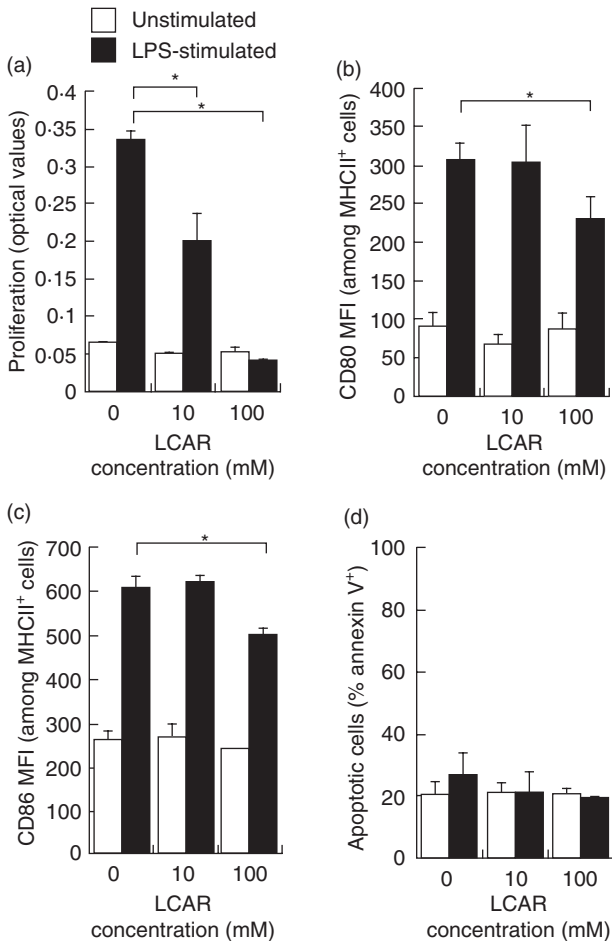 Unstimulated
LPS-stimulated
(a)
*
*
0·4
0·35
0·3
0·25
0·2
0·15
0·1
0·05
0
Proliferation (optical values)
0 10 100
LCAR
concentration (mM)
(b)
*
400
350
300
250
200
150
100
50
0
CD80 MFI (among MHCII⁺ cells)
0 10 100
LCAR
concentration (mM)
(c)
*
700
600
500
400
300
200
100
0
CD86 MFI (among MHCII⁺ cells)
0 10 100
LCAR
concentration (mM)
(d)
100
80
60
40
20
0
Apoptotic cells (% annexin V⁺)
0 10 100
LCAR
concentration (mM)